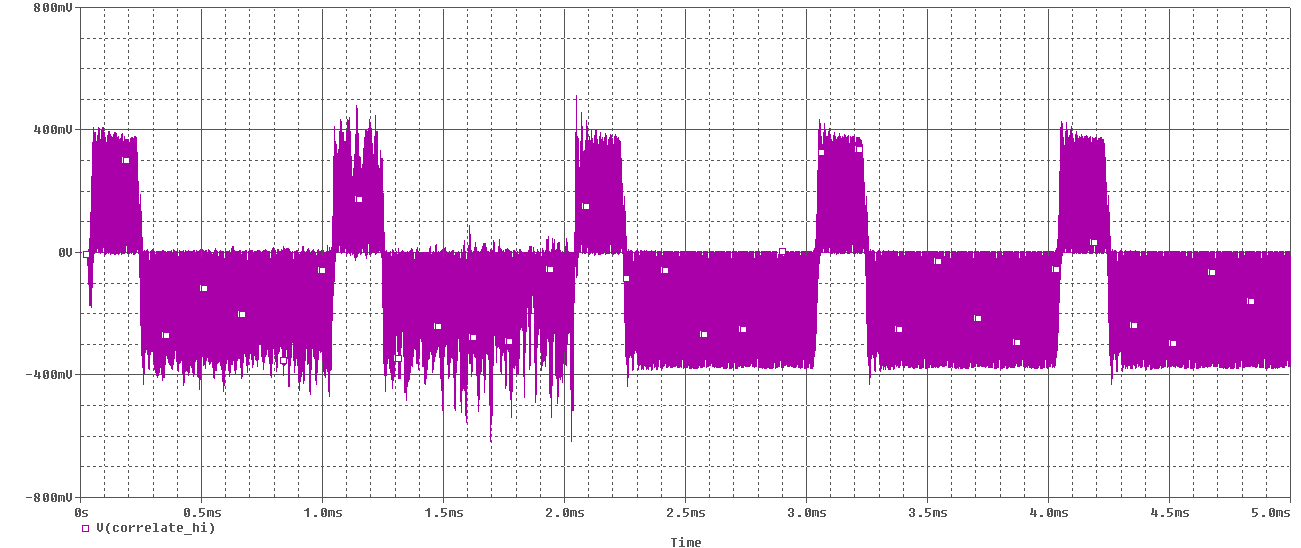 800mV
400mV
0V
-400mV
-800mV
0s 0.5ms 1.0ms 1.5ms 2.0ms 2.5ms 3.0ms 3.5ms 4.0ms 4.5ms 5.0ms
V(correlate_hi)
Time